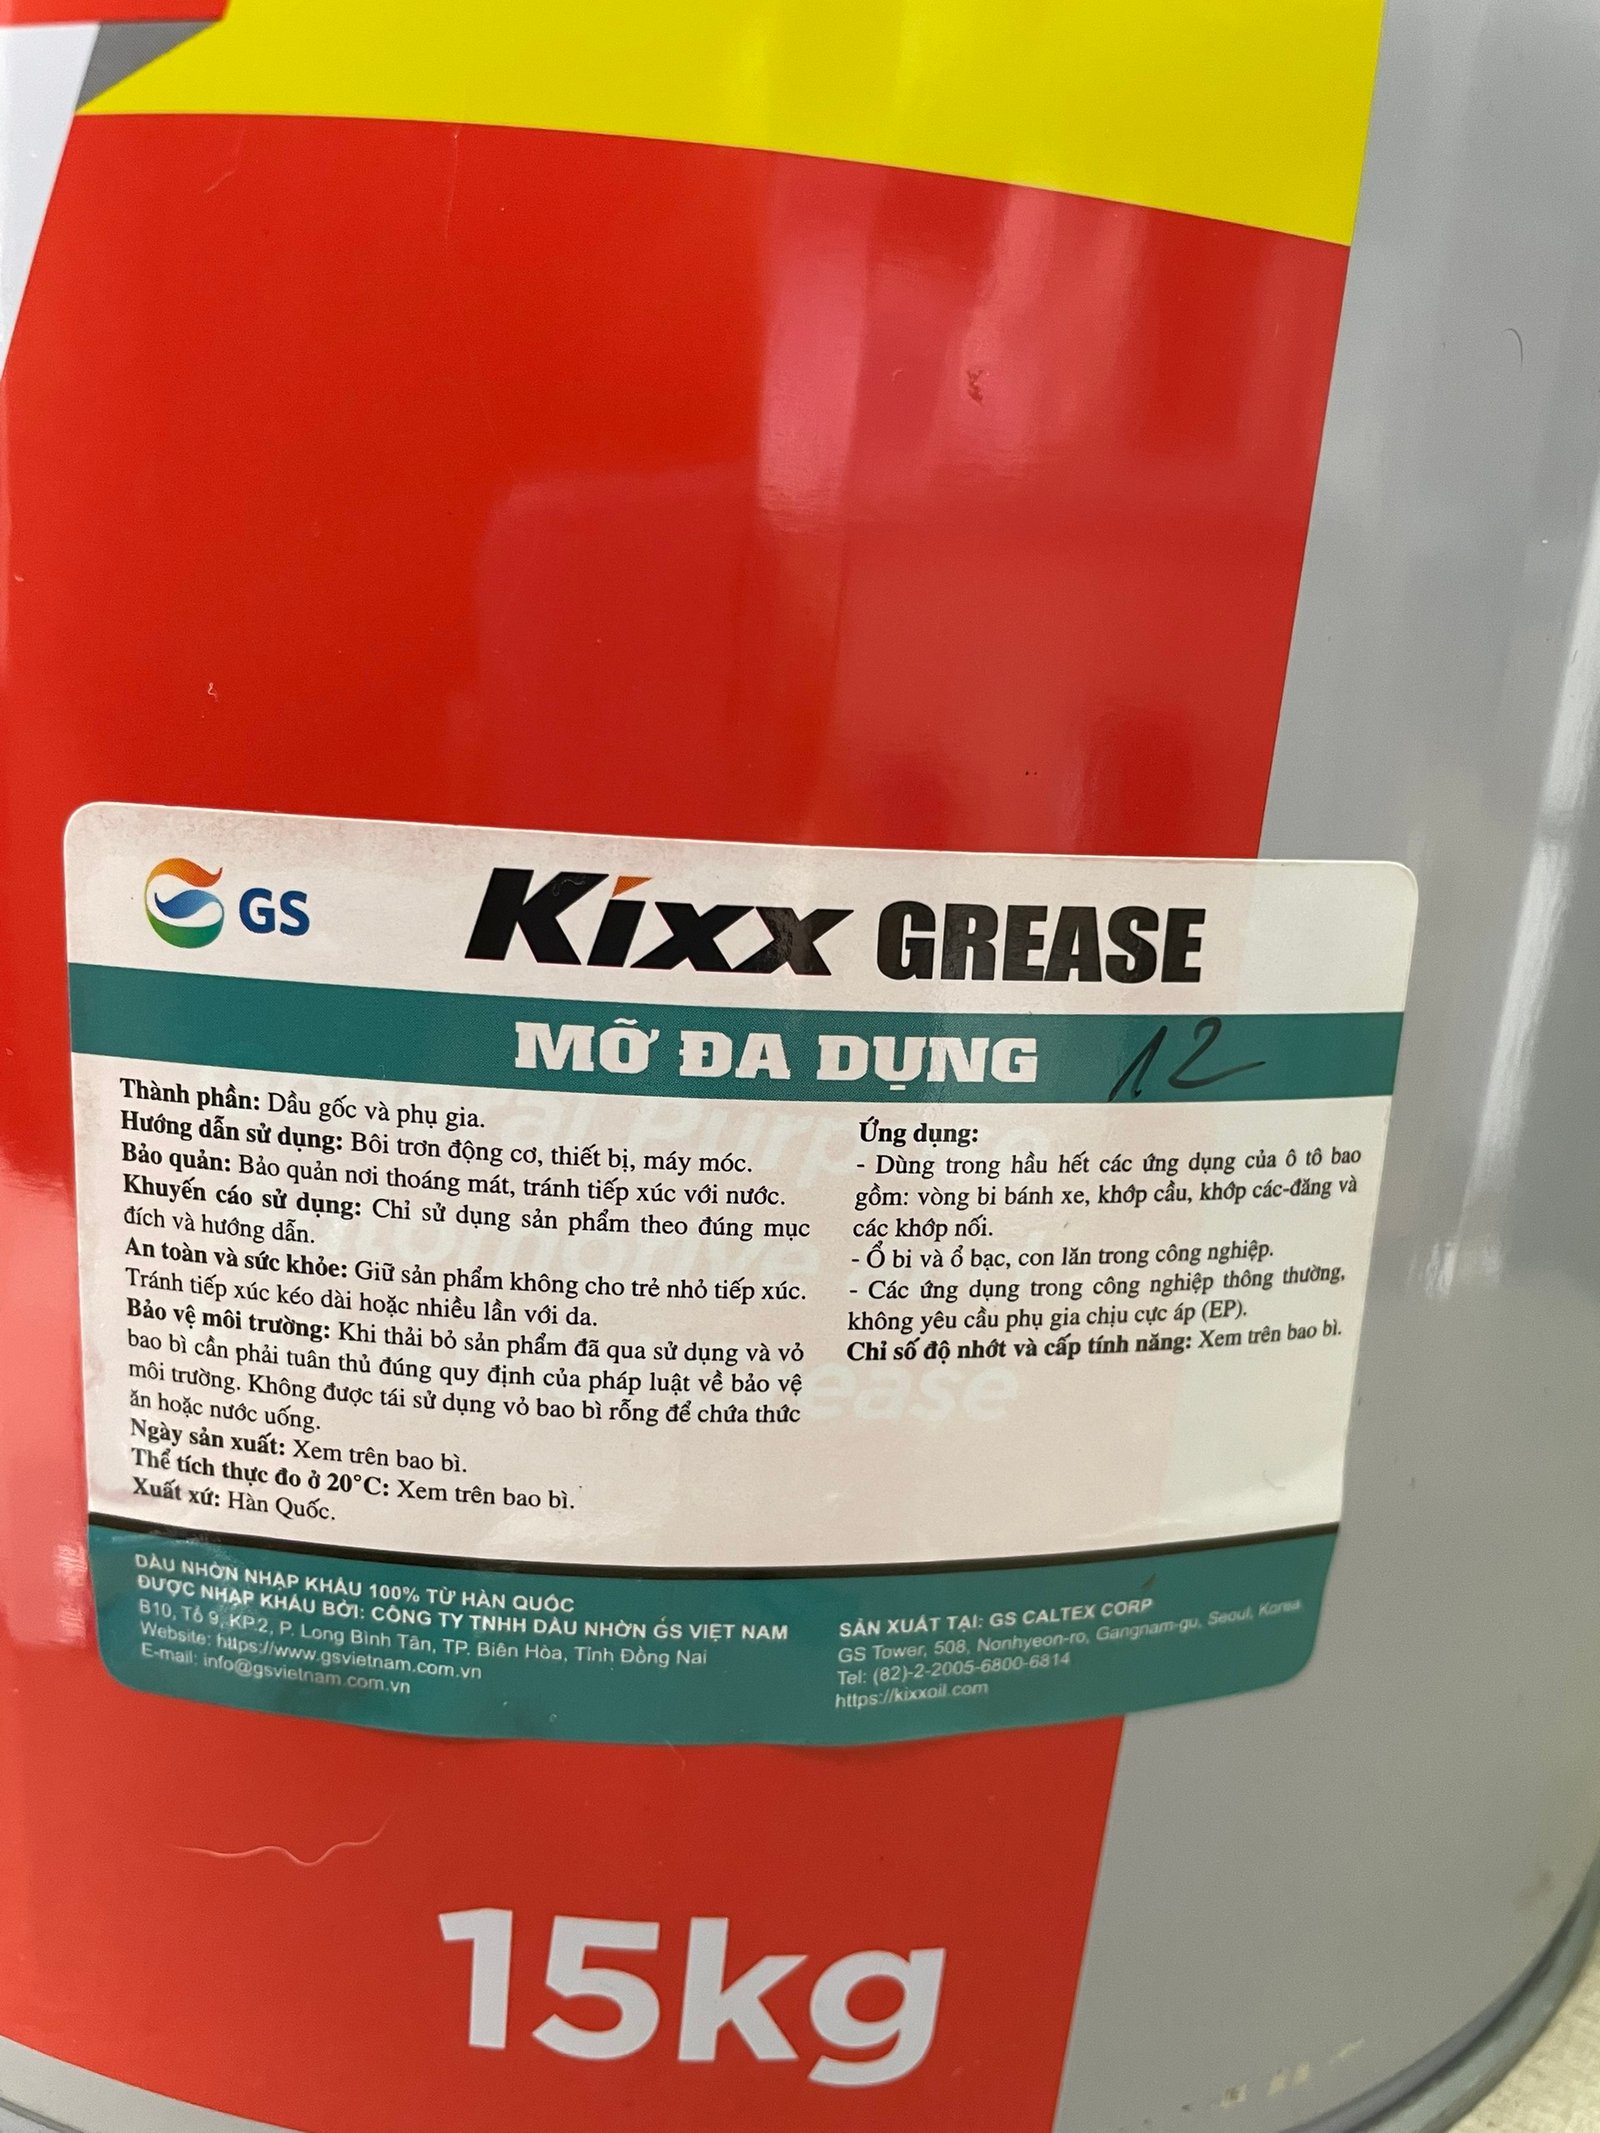 GS
Kixx GREASE
MỠ ĐA DỤNG 12
Thành phần: Dầu gốc và phụ gia.
Hướng dẫn sử dụng: Bôi trơn động cơ, thiết bị, máy móc.
Bảo quản: Bảo quản nơi thoáng mát, tránh tiếp xúc với nước.
Khuyến cáo sử dụng: Chỉ sử dụng sản phẩm theo đúng mục
đích và hướng dẫn.
An toàn và sức khỏe: Giữ sản phẩm không cho trẻ nhỏ tiếp xúc.
Tránh tiếp xúc kéo dài hoặc nhiều lần với da.
Bảo vệ môi trường: Khi thải bỏ sản phẩm đã qua sử dụng và vỏ
bao bì cần phải tuân thủ đúng quy định của pháp luật về bảo vệ
môi trường. Không được tái sử dụng vỏ bao bì rỗng để chứa thức
ăn hoặc nước uống.
Ngày sản xuất: Xem trên bao bì.
Thể tích thực đo ở 20°C: Xem trên bao bì.
Xuất xứ: Hàn Quốc.
Ứng dụng:
- Dùng trong hầu hết các ứng dụng của ô tô bao
gồm: vòng bi bánh xe, khớp cầu, khớp các-đăng và
các khớp nối.
- Ổ bi và ổ bạc, con lăn trong công nghiệp.
- Các ứng dụng trong công nghiệp thông thường,
không yêu cầu phụ gia chịu cực áp (EP).
Chỉ số độ nhớt và cấp tính năng: Xem trên bao bì.
DẦU NHỜN NHẬP KHẨU 100% TỪ HÀN QUỐC
ĐƯỢC NHẬP KHẨU BỞI: CÔNG TY TNHH DẦU NHỜN GS VIỆT NAM
B10, Tổ 9, KP.2, P. Long Bình Tân, TP. Biên Hòa, Tỉnh Đồng Nai
Website: https://www.gsvietnam.com.vn
E-mail: info@gsvietnam.com.vn
SẢN XUẤT TẠI: GS CALTEX CORP
GS Tower, 508, Nonhyeon-ro, Gangnam-gu, Seoul, Korea
Tel: (82)-2-2005-6800-6814
https://kixxoil.com
15kg